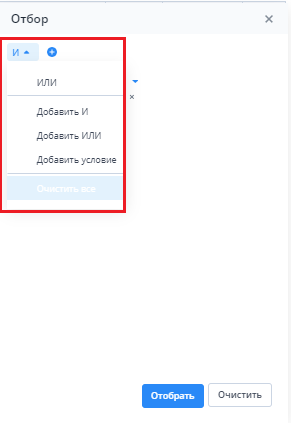 Отбор
И
ИЛИ
Добавить И
Добавить ИЛИ
Добавить условие
Очистить все
Отобрать
Очистить